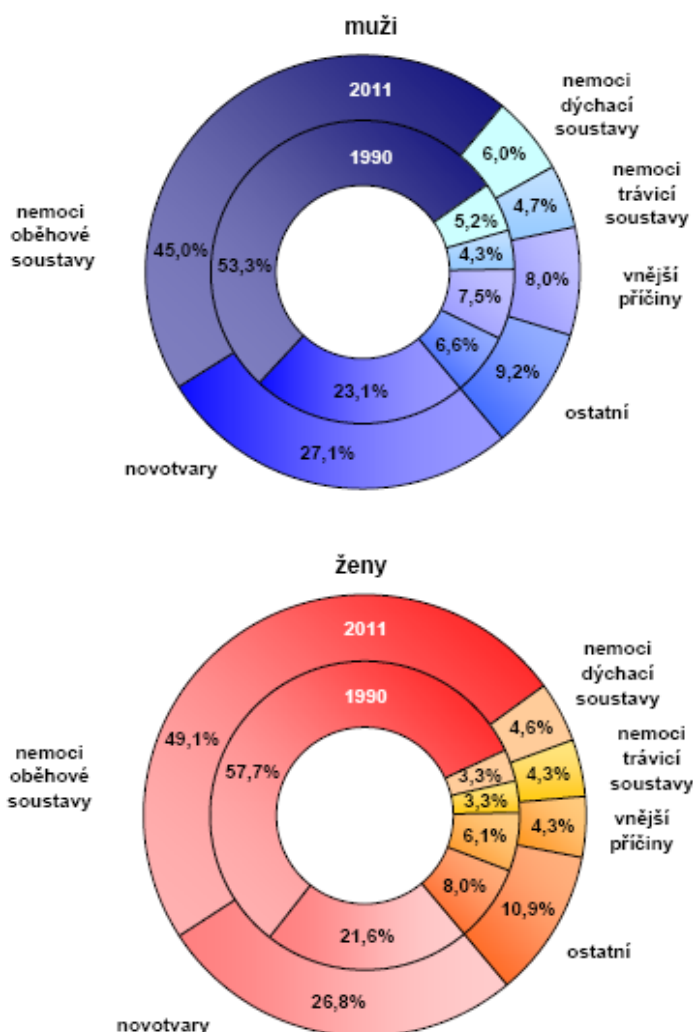 muži
2011
1990
nemoci
dýchací
soustavy
6,0%
nemoci
trávicí
soustavy
4,7%
5,2%
nemoci
oběhové
soustavy
45,0%
53,3%
4,3%
vnější
příčiny
8,0%
7,5%
6,6%
9,2%
23,1%
ostatní
27,1%
novotvary
ženy
2011
1990
nemoci
dýchací
soustavy
4,6%
nemoci
trávicí
soustavy
49,1%
nemoci
oběhové
soustavy
57,7%
3,3%
4,3%
3,3%
vnější
příčiny
4,3%
6,1%
8,0%
10,9%
21,6%
ostatní
26,8%
novotvary